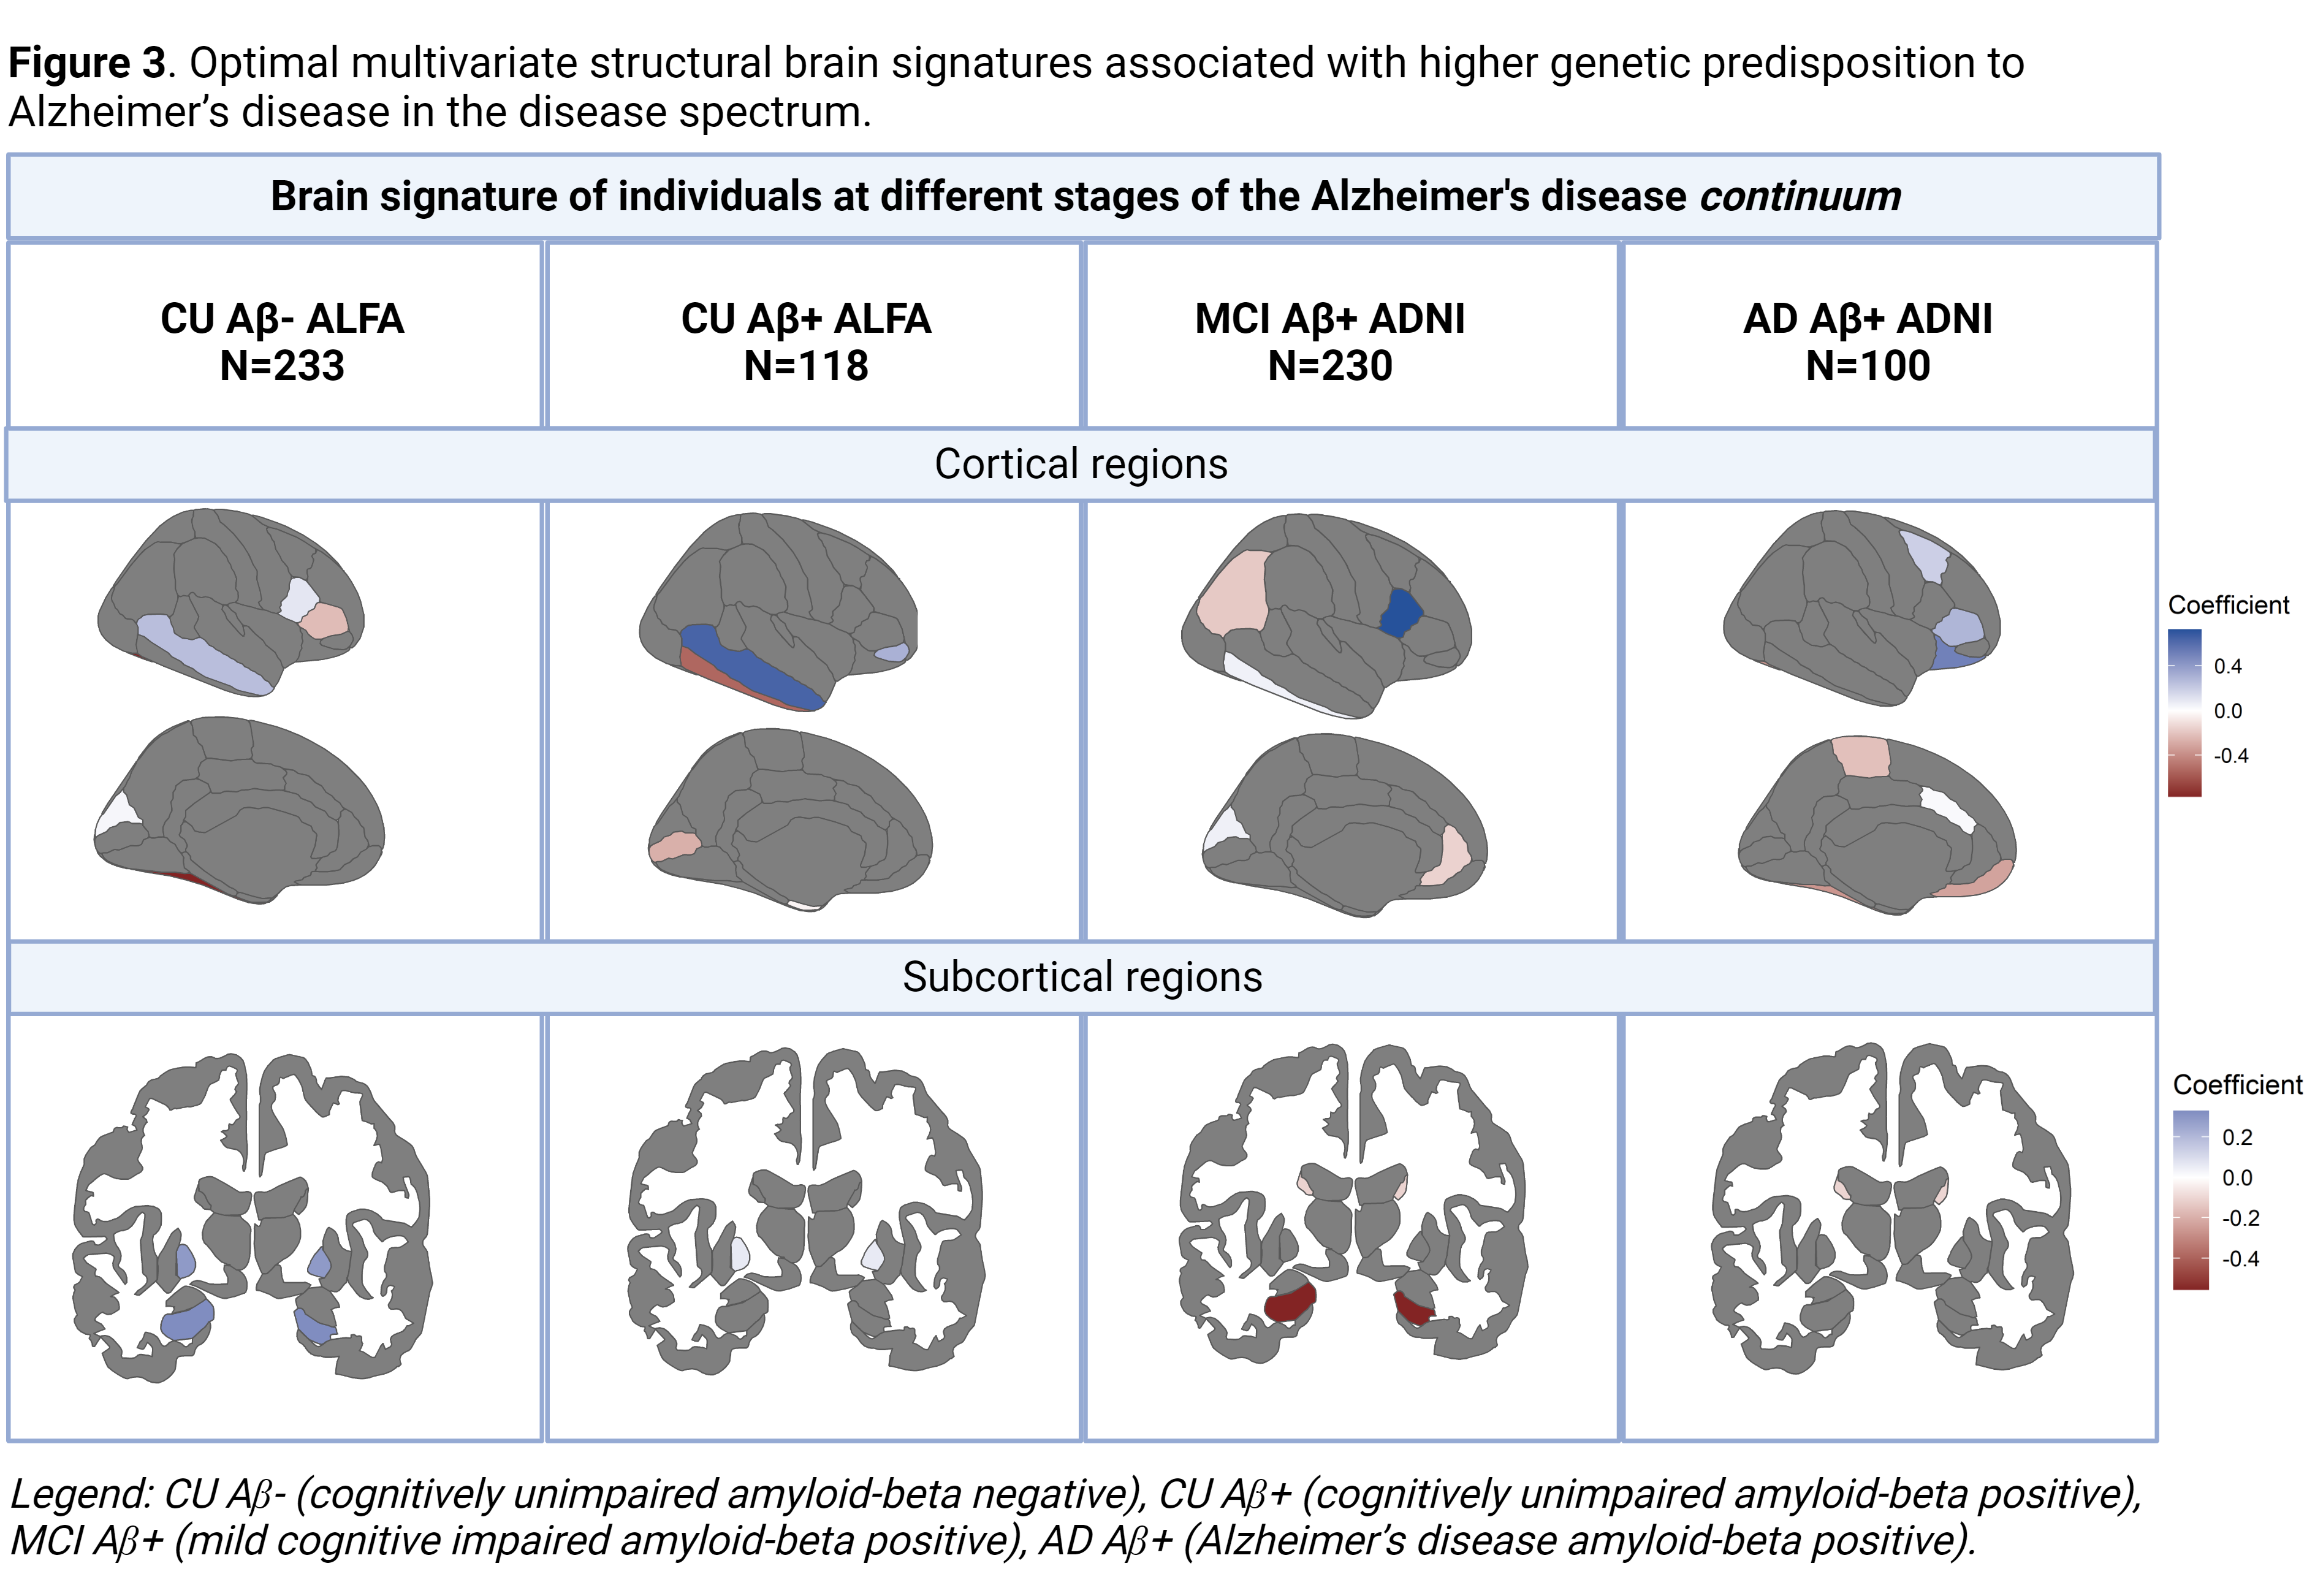 Figure 3. Optimal multivariate structural brain signatures associated with higher genetic predisposition to
Alzheimer’s disease in the disease spectrum.
Brain signature of individuals at different stages of the Alzheimer's disease continuum
CU Aβ- ALFA
N=233
CU Aβ+ ALFA
N=118
MCI Aβ+ ADNI
N=230
AD Aβ+ ADNI
N=100
Cortical regions
Coefficient
0.4
0.0
-0.4
Subcortical regions
Coefficient
0.2
0.0
-0.2
-0.4
Legend: CU Aβ- (cognitively unimpaired amyloid-beta negative), CU Aβ+ (cognitively unimpaired amyloid-beta positive),
MCI Aβ+ (mild cognitive impaired amyloid-beta positive), AD Aβ+ (Alzheimer’s disease amyloid-beta positive).